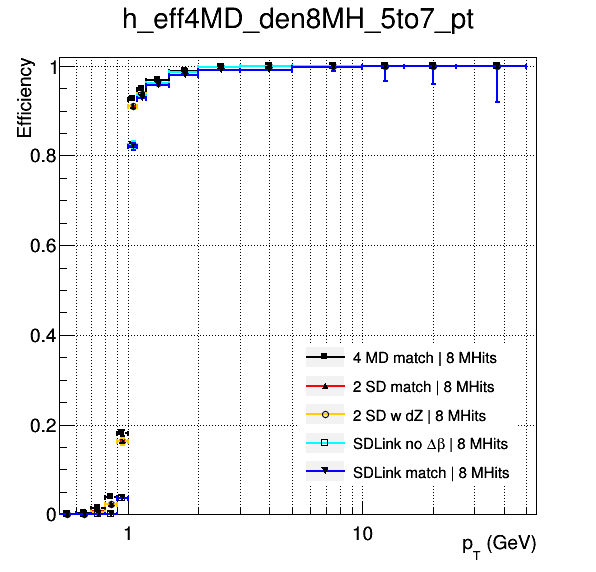 h_eff4MD_den8MH_5to7_pt
Efficiency
1
0.8
0.6
0.4
0.2
0
4 MD match | 8 MHits
2 SD match | 8 MHits
2 SD w dZ | 8 MHits
SDLink no Δβ | 8 MHits
SDLink match | 8 MHits
1
10
p_T (GeV)